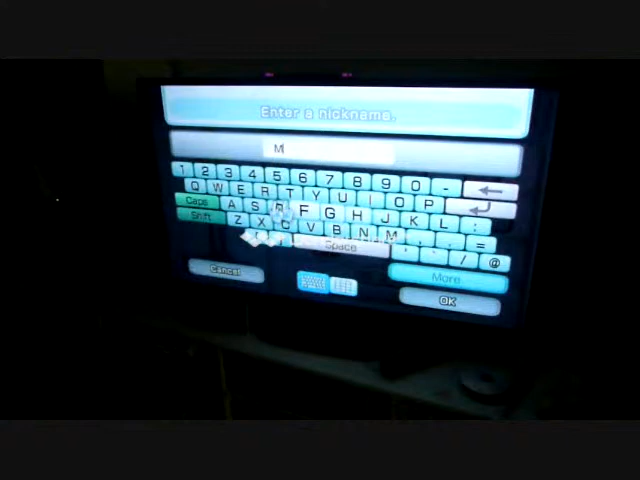 Enter a nickname.
M
1 2 3 4 5 6 7 8 9 0 -
Q W E R T Y U I O P
Caps A S D F G H J K L :
Shift Z X C V B N M , . / @
Space =
Cancel More
OK